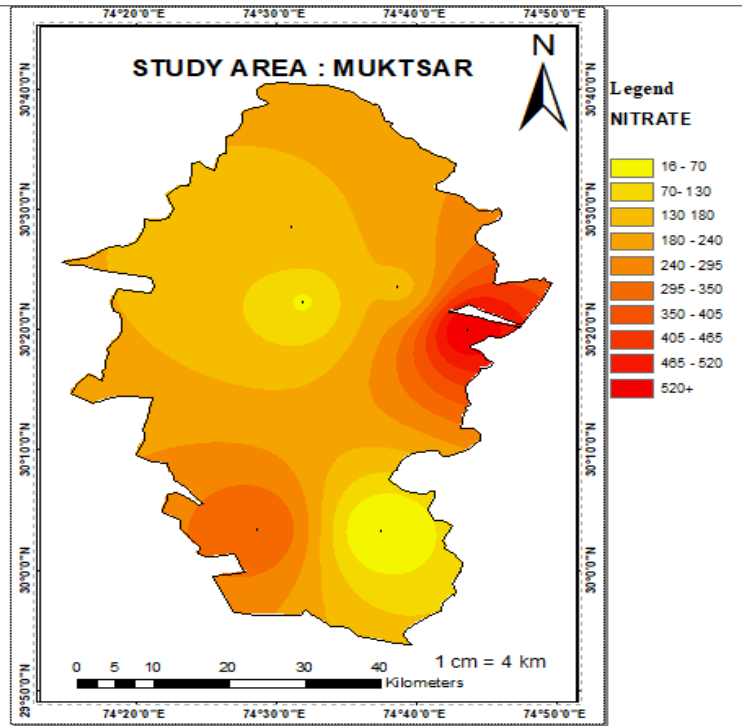 74°20'0"E 74°30'0"E 74°40'0"E 74°50'0"E
N
STUDY AREA : MUKTSAR
30°40'0"N
30°40'0"N
30°30'0"N
30°30'0"N
30°20'0"N
30°20'0"N
30°10'0"N
30°10'0"N
30°0'0"N
30°0'0"N
29°50'0"N
29°50'0"N
Legend
NITRATE
16 - 70
70- 130
130 180
180 - 240
240 - 295
295 - 350
350 - 405
405 - 465
465 - 520
520+
1 cm = 4 km
0 5 10 20 30 40
Kilometers
74°20'0"E 74°30'0"E 74°40'0"E 74°50'0"E